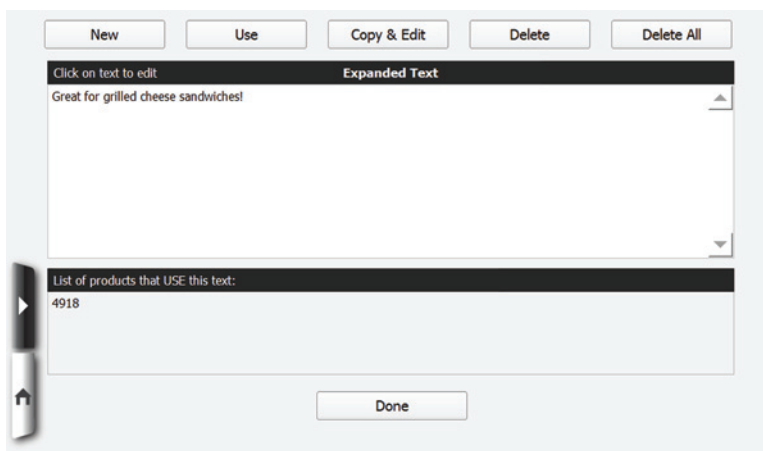 New Use Copy & Edit Delete Delete All
Click on text to edit Expanded Text
Great for grilled cheese sandwiches!
List of products that USE this text:
4918
Done